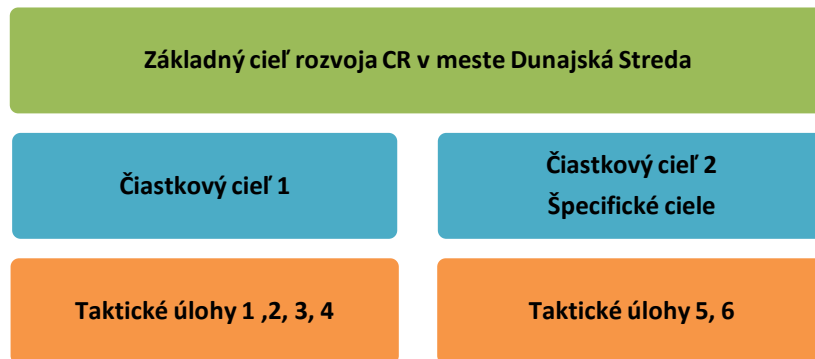 Základný cieľ rozvoja CR v meste Dunajská Streda
Čiastkový cieľ 1
Čiastkový cieľ 2
Špecifické ciele
Taktické úlohy 1 ,2, 3, 4
Taktické úlohy 5, 6